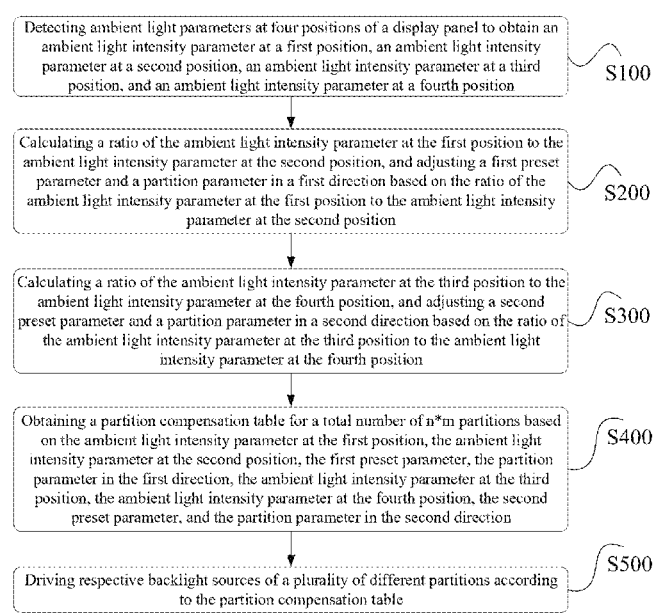 Detecting ambient light parameters at four positions of a display panel to obtain an
ambient light intensity parameter at a first position, an ambient light intensity
parameter at a second position, an ambient light intensity parameter at a third
position, and an ambient light intensity parameter at a fourth position
S100
Calculating a ratio of the ambient light intensity parameter at the first position to the
ambient light intensity parameter at the second position, and adjusting a first preset
parameter and a partition parameter in a first direction based on the ratio of the
ambient light intensity parameter at the first position to the ambient light intensity
parameter at the second position
S200
Calculating a ratio of the ambient light intensity parameter at the third position to the
ambient light intensity parameter at the fourth position, and adjusting a second
preset parameter and a partition parameter in a second direction based on the ratio of
the ambient light intensity parameter at the third position to the ambient light
intensity parameter at the fourth position
S300
Obtaining a partition compensation table for a total number of n*m partitions based
on the ambient light intensity parameter at the first position, the ambient light
intensity parameter at the second position, the first preset parameter, the partition
parameter in the first direction, the ambient light intensity parameter at the third
position, the ambient light intensity parameter at the fourth position, the second
preset parameter, and the partition parameter in the second direction
S400
Driving respective backlight sources of a plurality of different partitions according
to the partition compensation table
S500